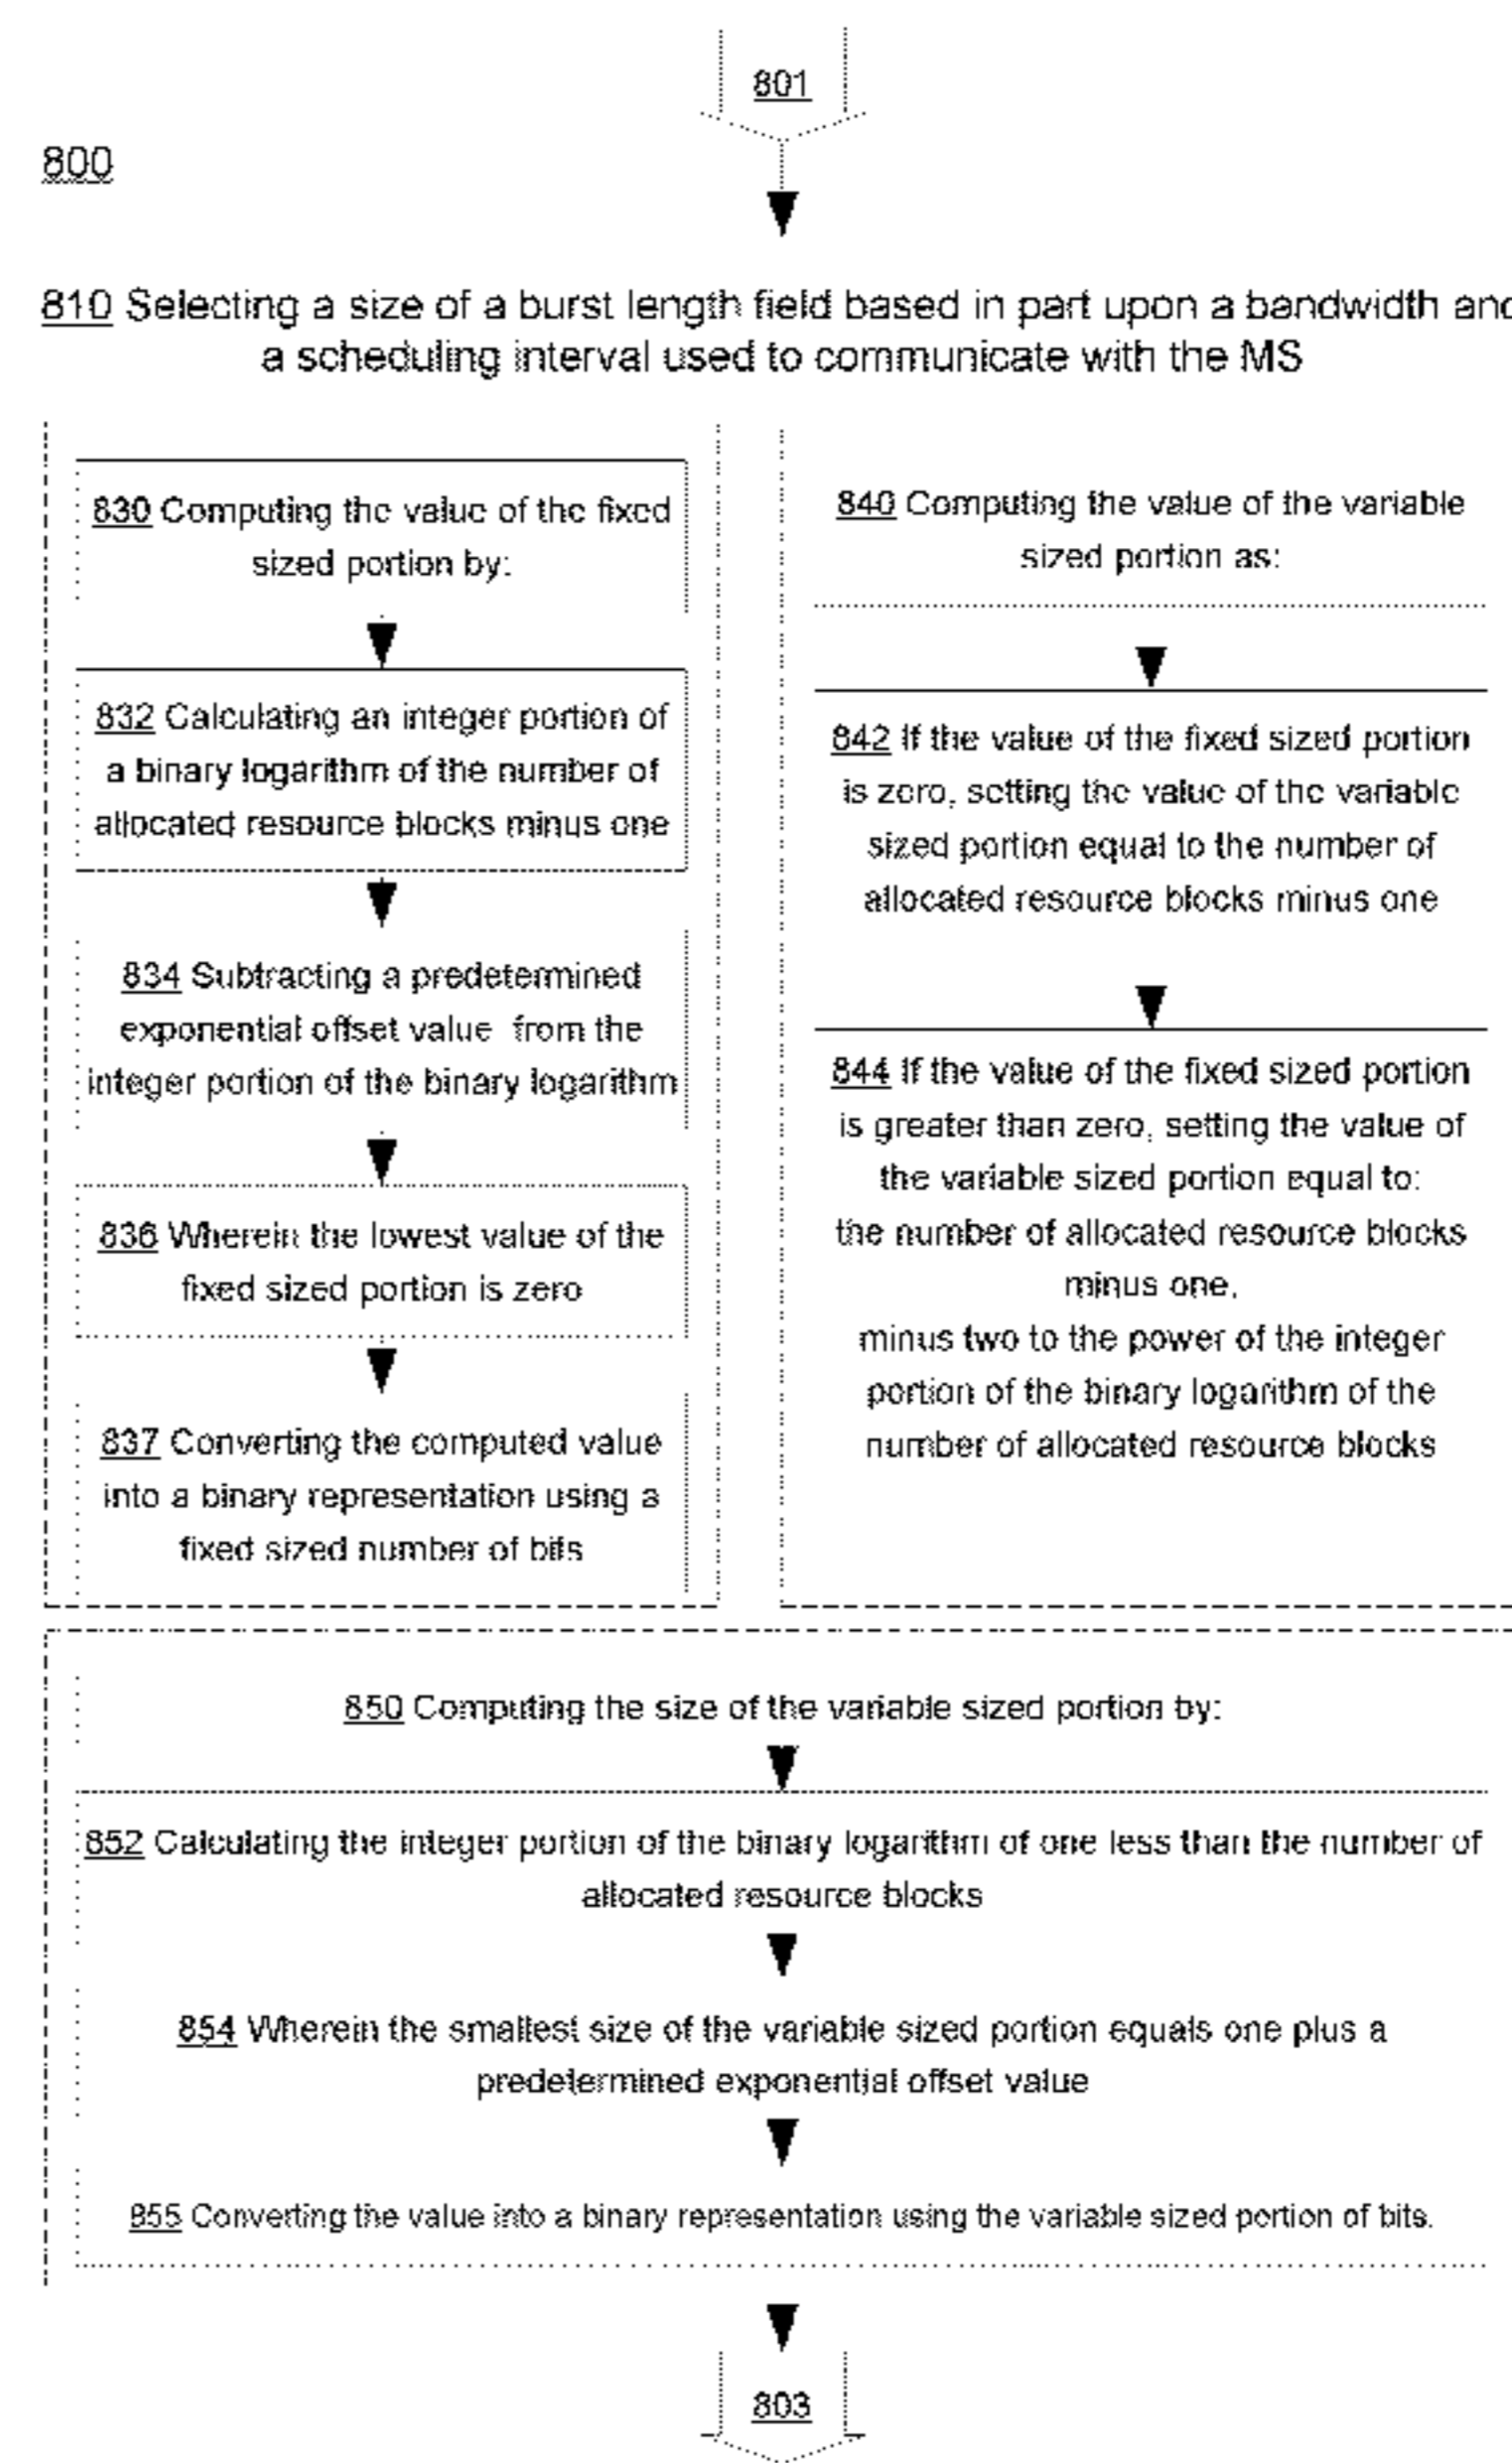 801
800
810 Selecting a size of a burst length field based in part upon a bandwidth and
a scheduling interval used to communicate with the MS
830 Computing the value of the fixed
sized portion by:
832 Calculating an integer portion of
a binary logarithm of the number of
allocated resource blocks minus one
834 Subtracting a predetermined
exponential offset value from the
integer portion of the binary logarithm
836 Wherein the lowest value of the
fixed sized portion is zero
837 Converting the computed value
into a binary representation using a
fixed sized number of bits
840 Computing the value of the variable
sized portion as:
842 If the value of the fixed sized portion
is zero, setting the value of the variable
sized portion equal to the number of
allocated resource blocks minus one
844 If the value of the fixed sized portion
is greater than zero, setting the value of
the variable sized portion equal to:
the number of allocated resource blocks
minus one,
minus two to the power of the integer
portion of the binary logarithm of the
number of allocated resource blocks
850 Computing the size of the variable sized portion by:
852 Calculating the integer portion of the binary logarithm of one less than the number of
allocated resource blocks
854 Wherein the smallest size of the variable sized portion equals one plus a
predetermined exponential offset value
855 Converting the value into a binary representation using the variable sized portion of bits.
803